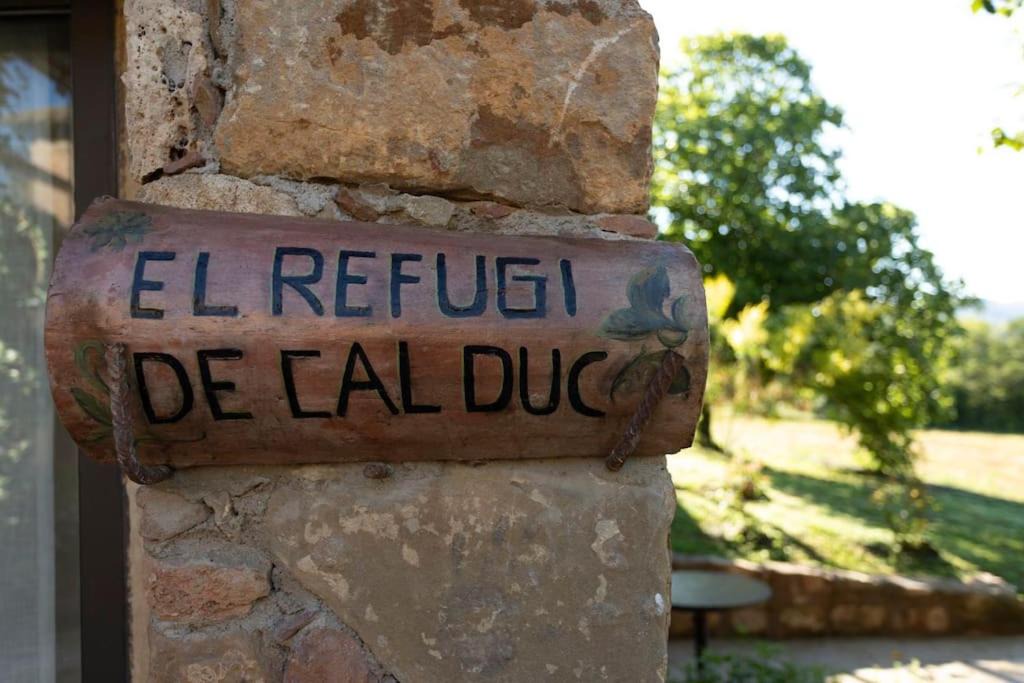 EL REFUGI
DE CAL DUC